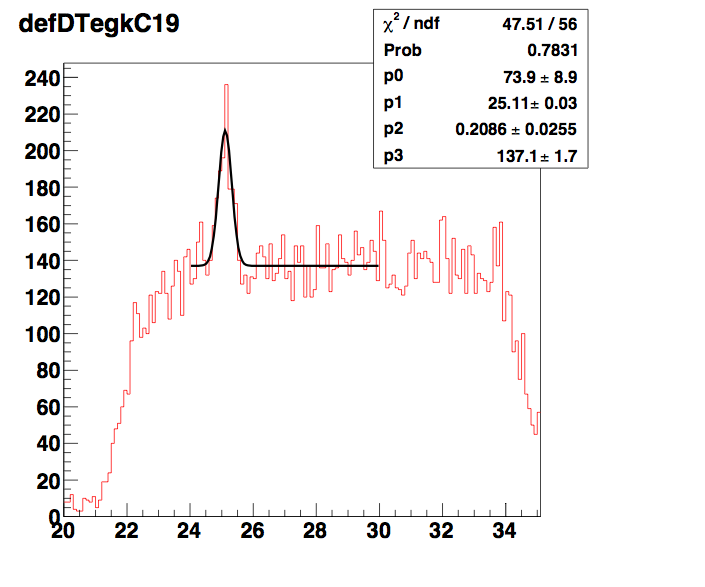 defDTegkC19
χ² / ndf 47.51 / 56
Prob 0.7831
p0 73.9 ± 8.9
p1 25.11± 0.03
p2 0.2086 ± 0.0255
p3 137.1 ± 1.7
240
220
200
180
160
140
120
100
80
60
40
20
0
20 22 24 26 28 30 32 34